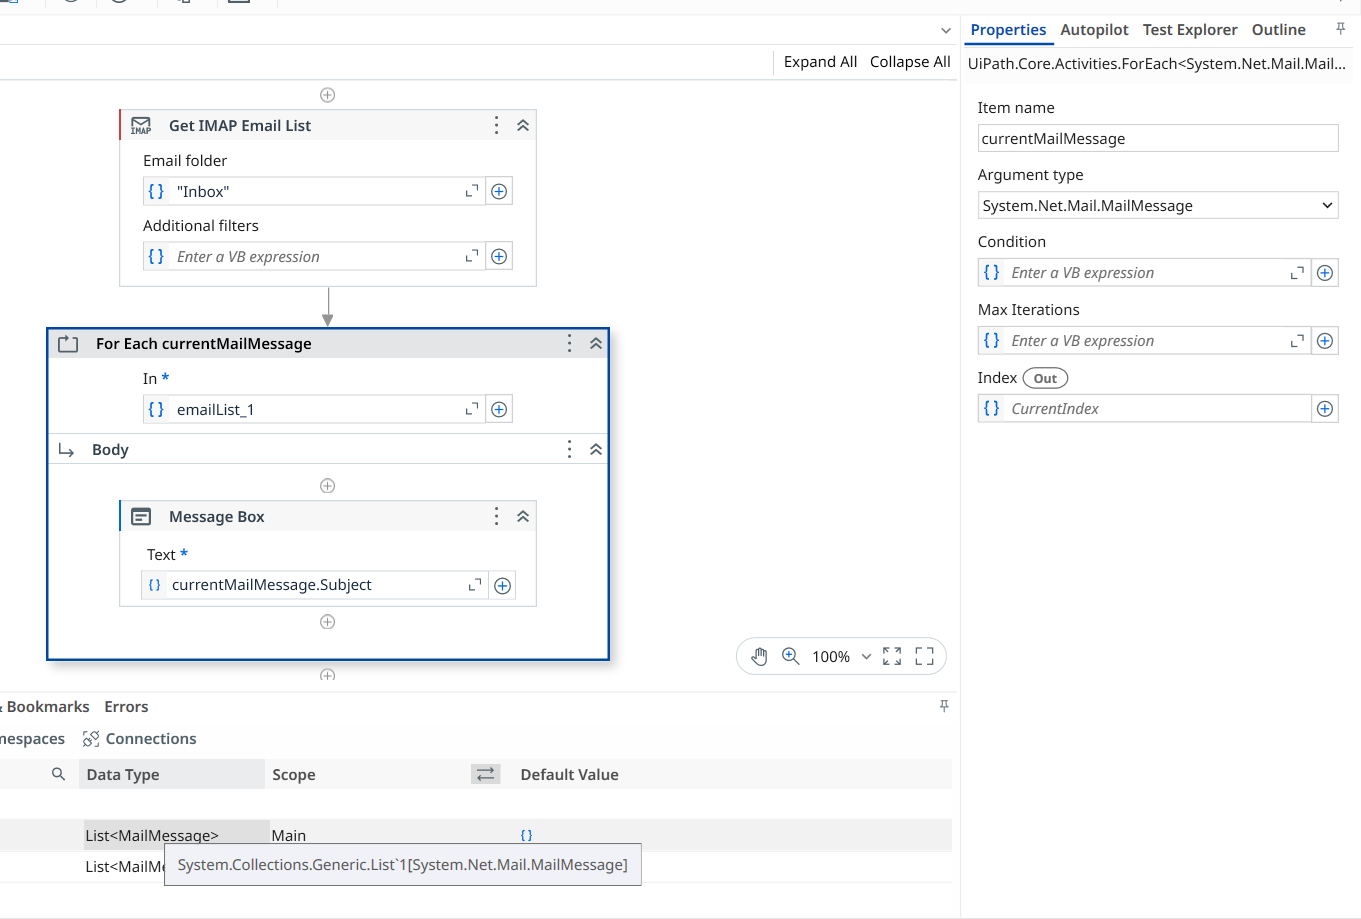 Properties Autopilot Test Explorer Outline
Expand All Collapse All
UiPath.Core.Activities.ForEach<System.Net.Mail.Mail...
IMAP Get IMAP Email List
Email folder
{ } "Inbox"
Additional filters
{ } Enter a VB expression
For Each currentMailMessage
In *
{ } emailList_1
Body
Message Box
Text *
{ } currentMailMessage.Subject
100%
Item name
currentMailMessage
Argument type
System.Net.Mail.MailMessage
Condition
{ } Enter a VB expression
Max Iterations
{ } Enter a VB expression
Index Out
{ } CurrentIndex
& Bookmarks Errors
mespaces Connections
Data Type Scope Default Value
List<MailMessage> Main { }
List<MailMe
System.Collections.Generic.List`1[System.Net.Mail.MailMessage]